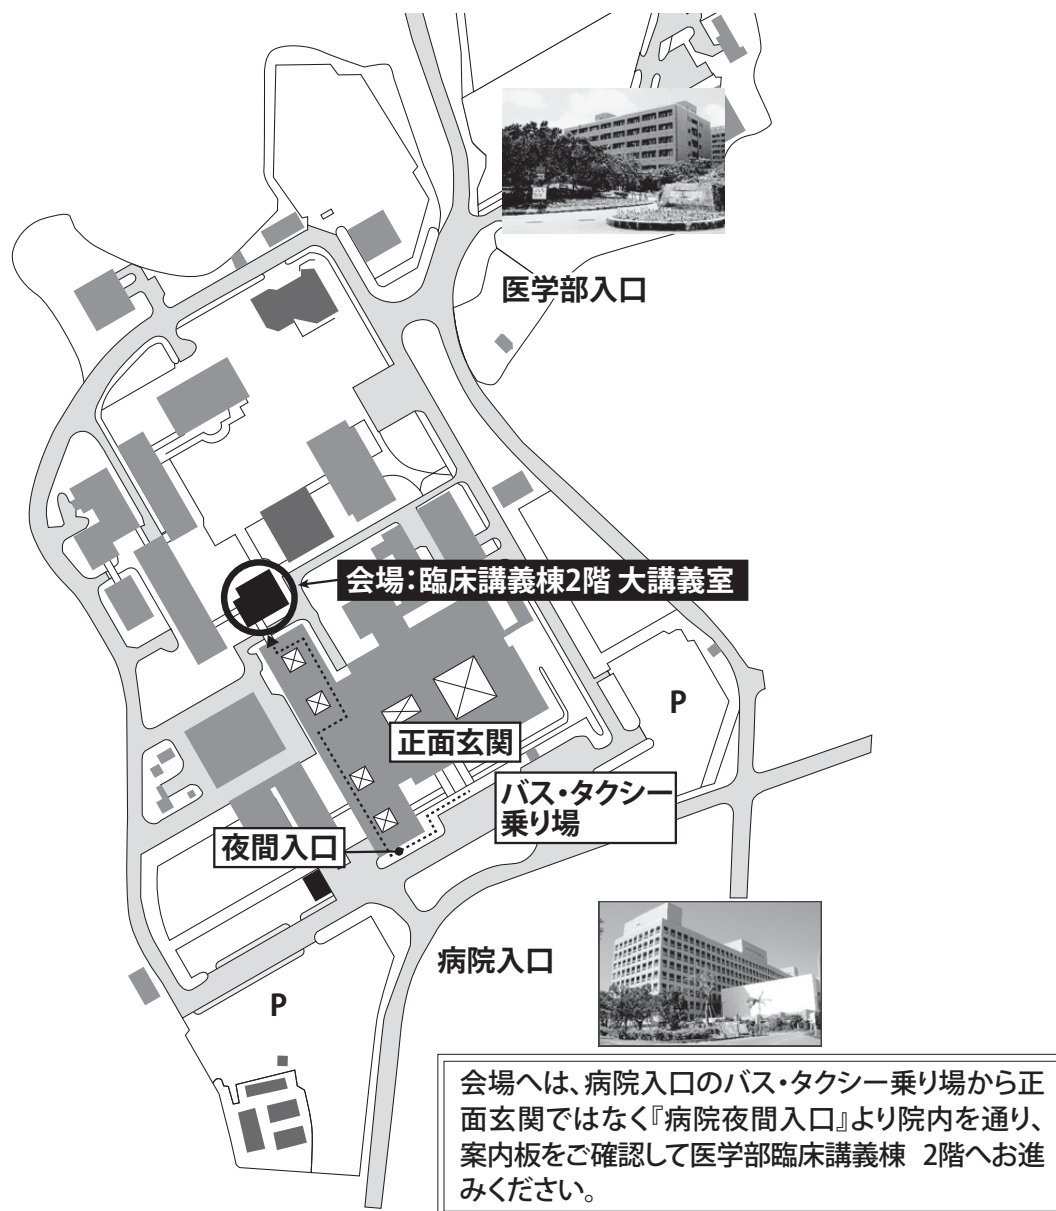 医学部入口
会場：臨床講義棟2階 大講義室
P
正面玄関
バス・タクシー
乗り場
夜間入口
病院入口
P
会場へは、病院入口のバス・タクシー乗り場から正
面玄関ではなく『病院夜間入口』より院内を通り、
案内板をご確認して医学部臨床講義棟 2階へお進
みください。